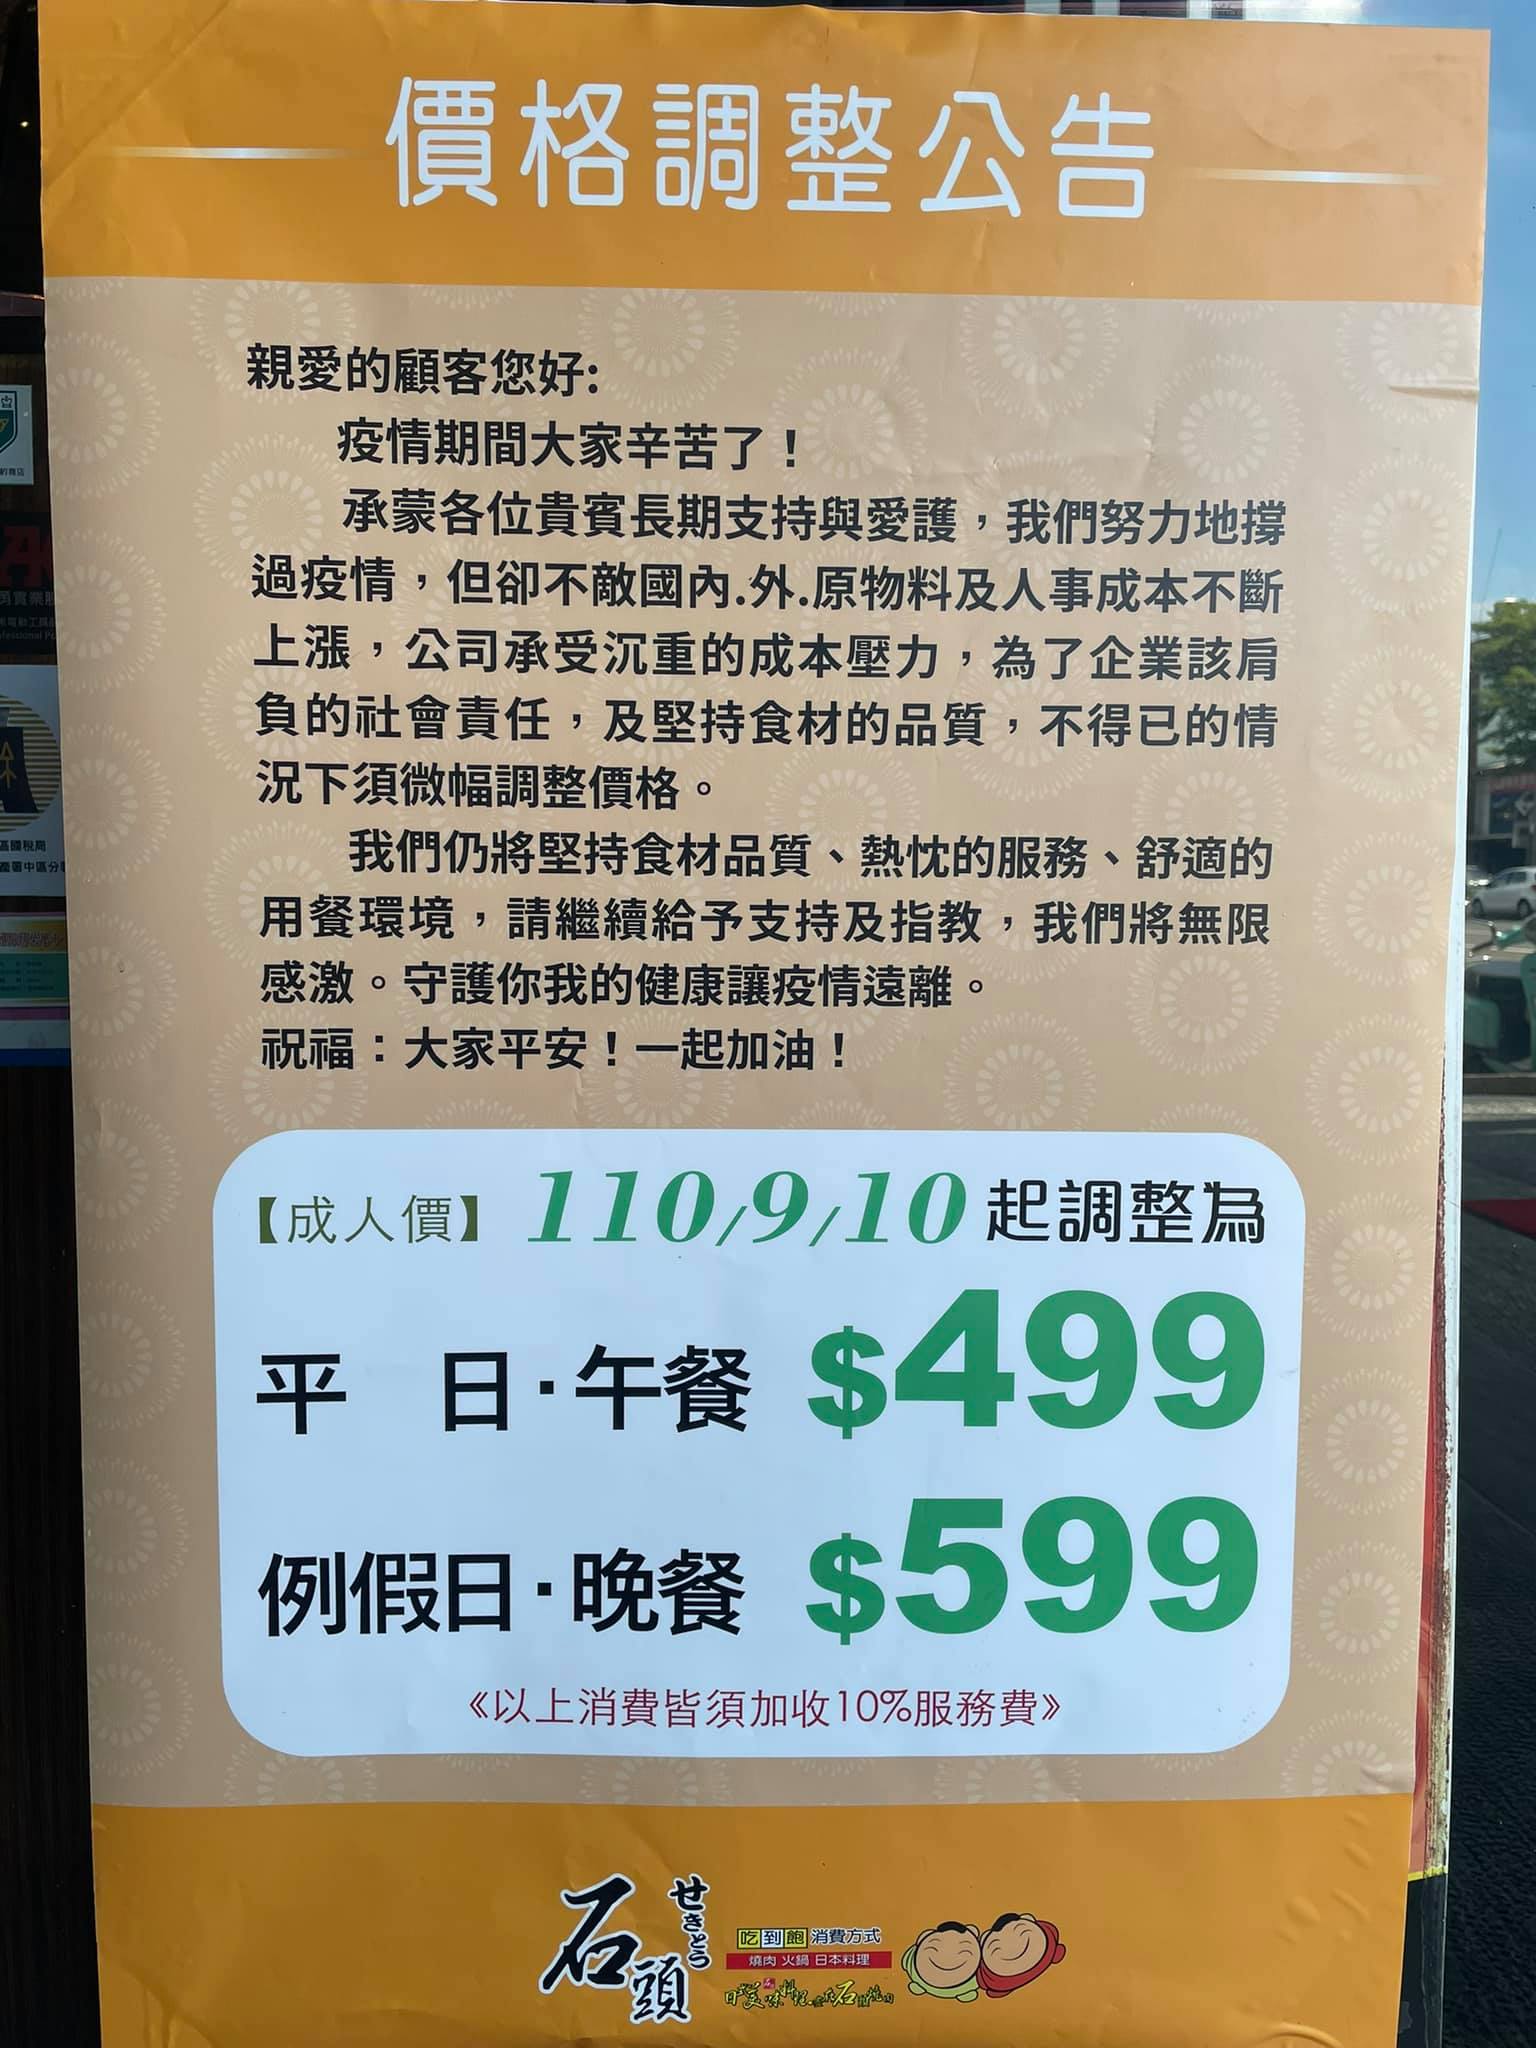 價格調整公告
親愛的顧客您好:
疫情期間大家辛苦了！
承蒙各位貴賓長期支持與愛護，我們努力地撐
過疫情，但卻不敵國內.外.原物料及人事成本不斷
上漲，公司承受沉重的成本壓力，為了企業該肩
負的社會責任，及堅持食材的品質，不得已的情
況下須微幅調整價格。
我們仍將堅持食材品質、熱忱的服務、舒適的
用餐環境，請繼續給予支持及指教，我們將無限
感激。守護你我的健康讓疫情遠離。
祝福：大家平安！一起加油！
【成人價】 110/9/10 起調整為
平 日·午餐 $499
例假日·晚餐 $599
《以上消費皆須加收10%服務費》
石頭
せきとう
吃到飽 消費方式
燒肉 火鍋 日本料理
區國稅局